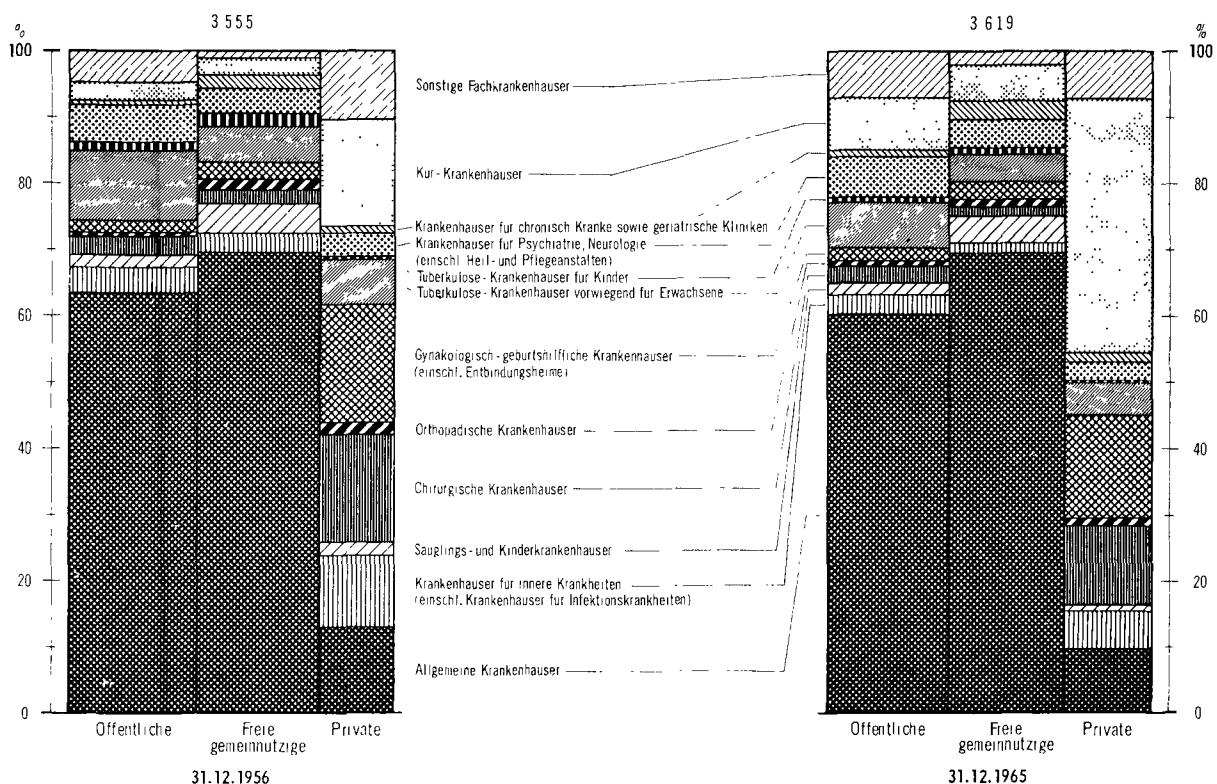 3 555
3 619
%
100
80
60
40
20
0
%
100
80
60
40
20
0
Sonstige Fachkrankenhauser
Kur-Krankenhauser
Krankenhauser fur chronisch Kranke sowie geriatrische Kliniken
Krankenhauser fur Psychiatrie, Neurologie
(einschl Heil- und Pflegeanstalten)
Tuberkulose-Krankenhauser fur Kinder
Tuberkulose-Krankenhauser vorwiegend fur Erwachsene
Gynakologisch-geburtshilfliche Krankenhauser
(einschl. Entbindungsheime)
Orthopadische Krankenhauser
Chirurgische Krankenhauser
Sauglings- und Kinderkrankenhauser
Krankenhauser fur innere Krankheiten
(einschl. Krankenhauser fur Infektionskrankheiten)
Allgemeine Krankenhauser
Offentliche
Freie
gemeinnutzige
Private
31.12.1956
Offentliche
Freie
gemeinnutzige
Private
31.12.1965